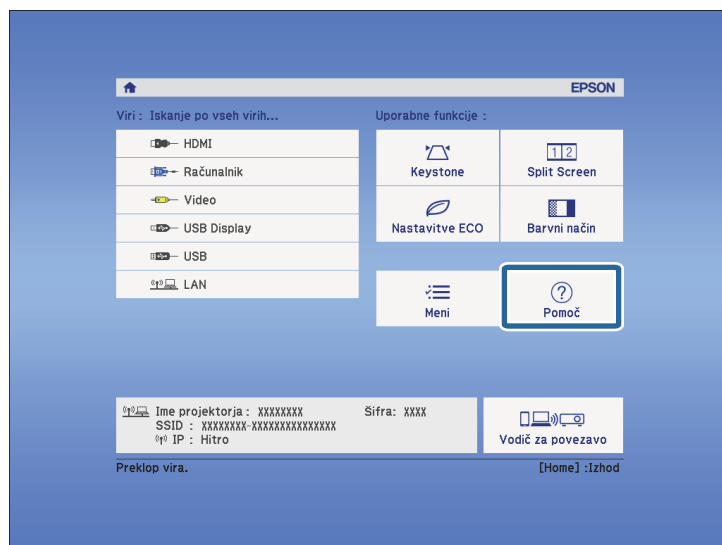 EPSON
Viri : Iskanje po vseh virih...
Uporabne funkcije :
HDMI
Računalnik
Video
USB Display
USB
LAN
Keystone
1 2
Split Screen
Nastavitve ECO
Barvni način
Meni
?
Pomoč
Ime projektorja : XXXXXXXX
Šifra: XXXX
SSID : XXXXXXXX-XXXXXXXXXXXXXXX
IP : Hitro
Vodič za povezavo
Preklop vira.
[Home] :Izhod